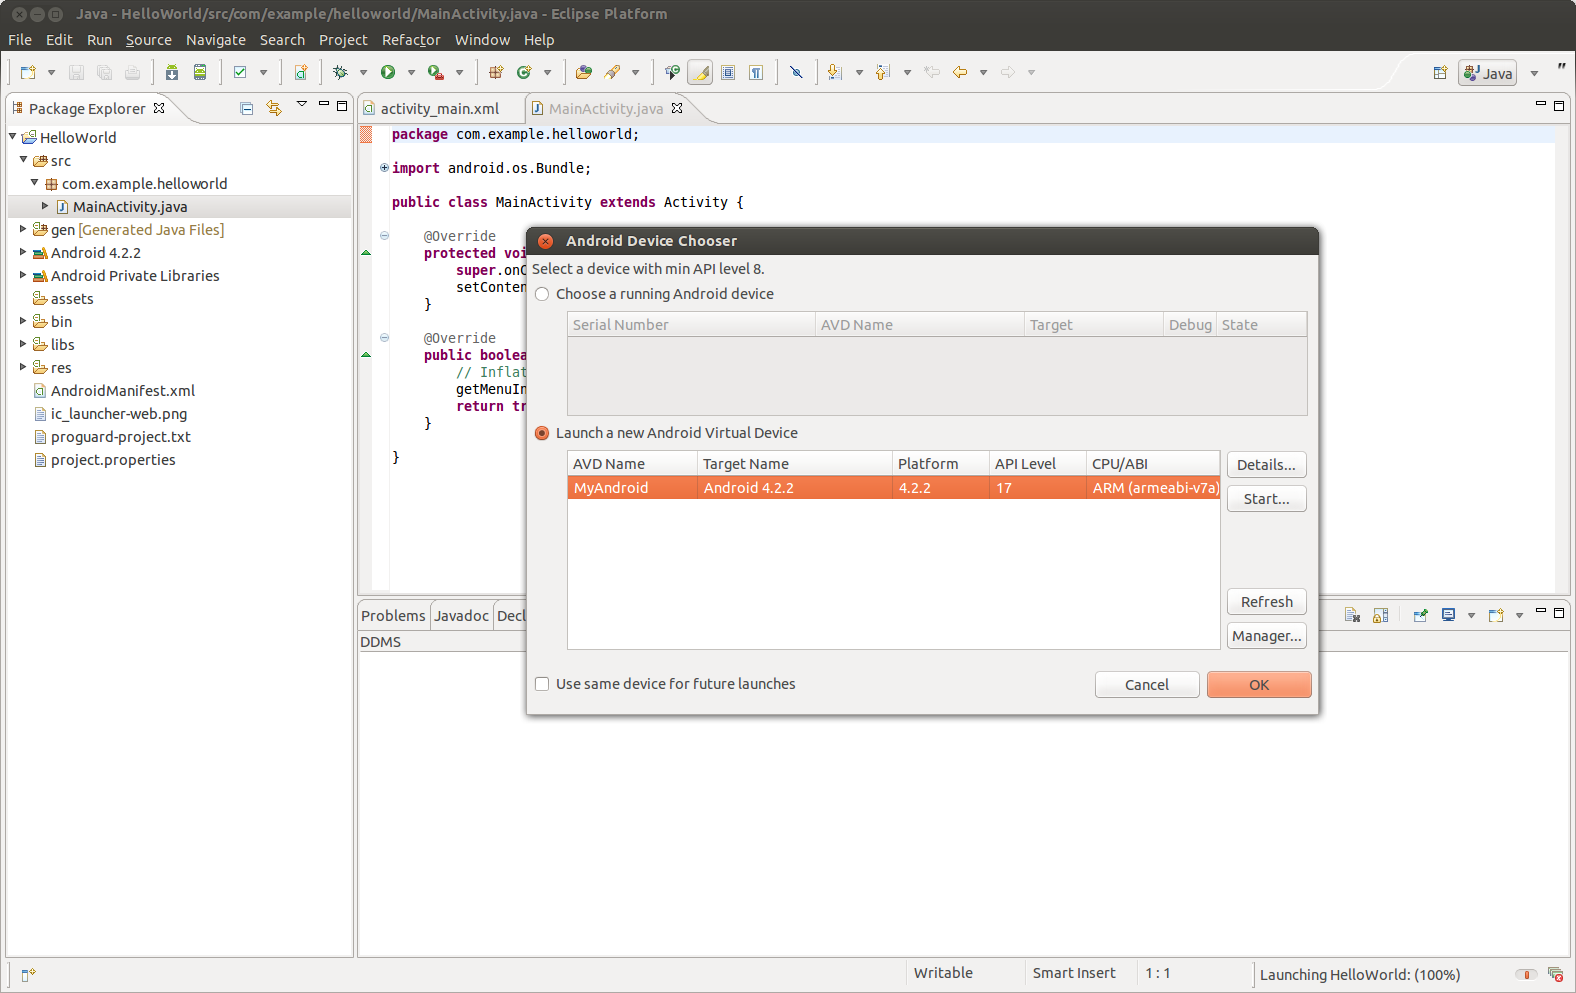 Java - HelloWorld/src/com/example/helloworld/MainActivity.java - Eclipse Platform
File Edit Run Source Navigate Search Project Refactor Window Help
Java
Package Explorer
HelloWorld
src
com.example.helloworld
MainActivity.java
gen [Generated Java Files]
Android 4.2.2
Android Private Libraries
assets
bin
libs
res
AndroidManifest.xml
ic_launcher-web.png
proguard-project.txt
project.properties
activity_main.xml MainActivity.java
package com.example.helloworld;
import android.os.Bundle;
public class MainActivity extends Activity {
@Override
protected voi
super.onC
setConten
}
@Override
public boolea
// Inflat
getMenuIn
return tr
}
}
Android Device Chooser
Select a device with min API level 8.
Choose a running Android device
Serial Number AVD Name Target Debug State
Launch a new Android Virtual Device
AVD Name Target Name Platform API Level CPU/ABI
MyAndroid Android 4.2.2 4.2.2 17 ARM (armeabi-v7a)
Details...
Start...
Refresh
Manager...
Use same device for future launches
Cancel OK
Problems Javadoc Decl
DDMS
Writable Smart Insert 1 : 1 Launching HelloWorld: (100%)